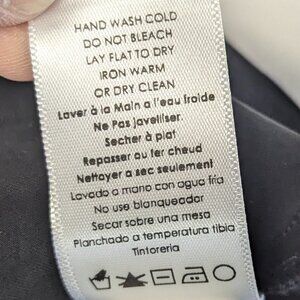 HAND WASH COLD
DO NOT BLEACH
LAY FLAT TO DRY
IRON WARM
OR DRY CLEAN
Laver à la Main a l'eau froide
Ne Pas Javelliser.
Secher à plat
Repasser au fer chaud
Nettoyer a sec seulement
Lavado a mano con agua fria
No use blanqueador
Secar sobre una mesa
Planchado a temperatura tibia
Tintoreria